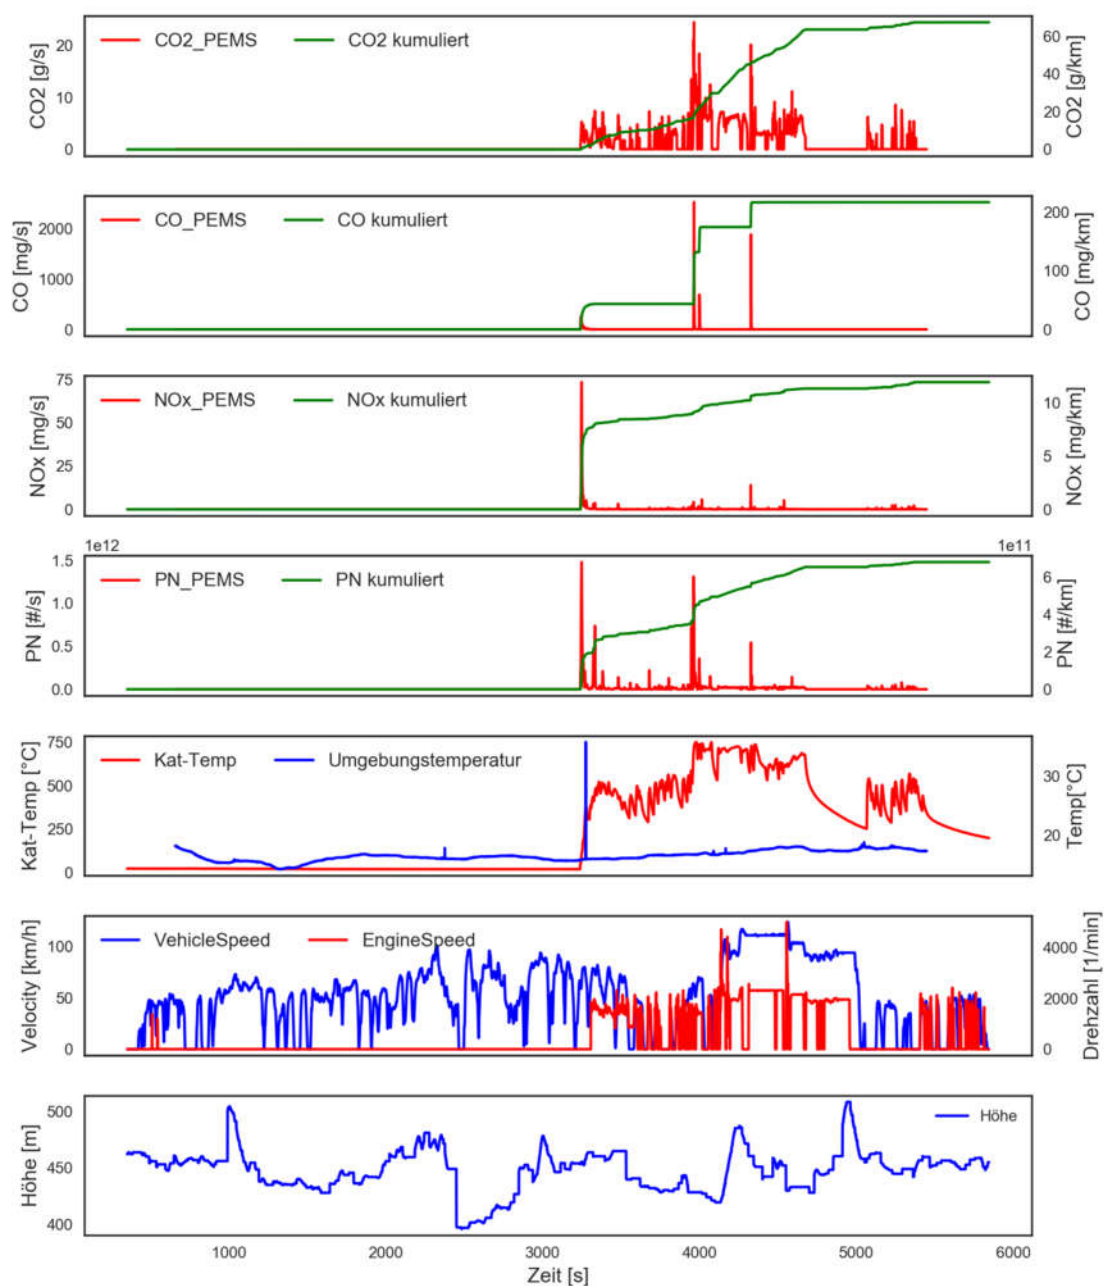 CO2_PEMS CO2 kumuliert
CO2 [g/s]
20
10
0
CO2 [g/km]
60
40
20
0
CO_PEMS CO kumuliert
CO [mg/s]
2000
1000
0
CO [mg/km]
200
100
0
NOx_PEMS NOx kumuliert
NOx [mg/s]
75
50
25
0
NOx [mg/km]
10
5
0
1e12 1e11
PN_PEMS PN kumuliert
PN [#/s]
1.5
1.0
0.5
0.0
PN [#/km]
6
4
2
0
Kat-Temp Umgebungstemperatur
Kat-Temp [°C]
750
500
250
0
Temp[°C]
30
20
VehicleSpeed EngineSpeed
Velocity [km/h]
100
50
0
Drehzahl [1/min]
4000
2000
0
Höhe
Höhe [m]
500
450
400
1000 2000 3000 4000 5000 6000
Zeit [s]